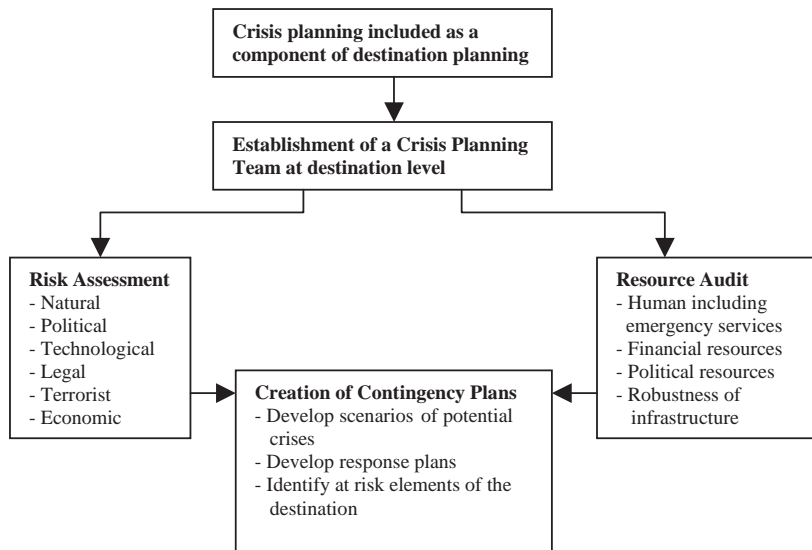 Crisis planning included as a
component of destination planning
Establishment of a Crisis Planning
Team at destination level
Risk Assessment
- Natural
- Political
- Technological
- Legal
- Terrorist
- Economic
Resource Audit
- Human including
emergency services
- Financial resources
- Political resources
- Robustness of
infrastructure
Creation of Contingency Plans
- Develop scenarios of potential
crises
- Develop response plans
- Identify at risk elements of the
destination